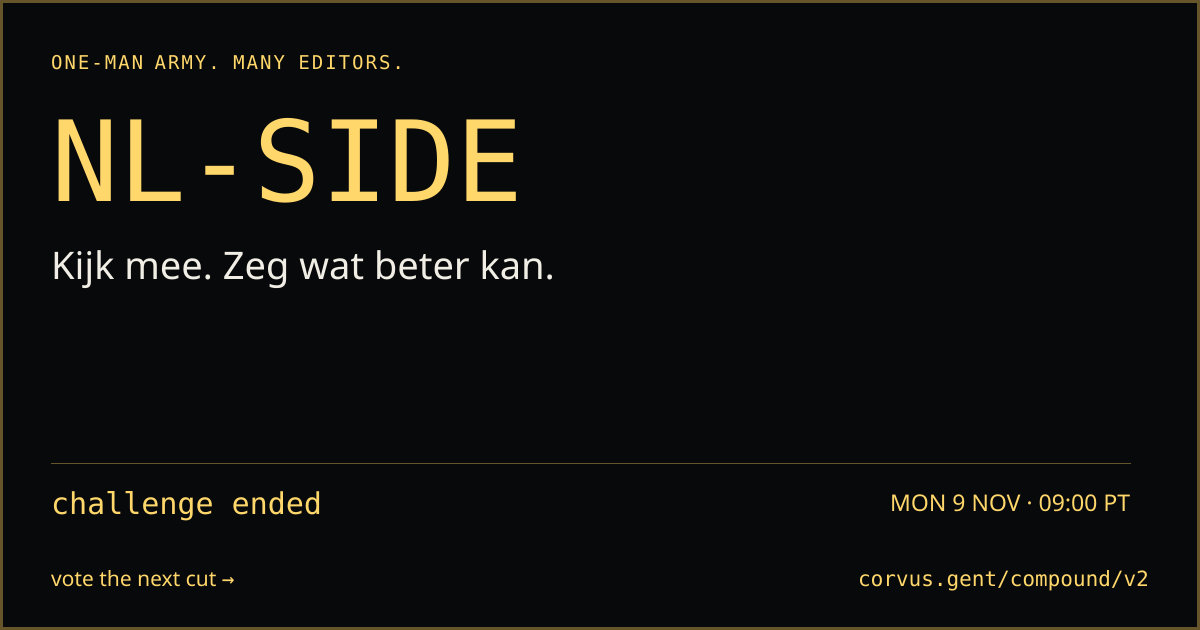 ONE-MAN ARMY. MANY EDITORS.
NL-SIDE
Kijk mee. Zeg wat beter kan.
challenge ended
MON 9 NOV · 09:00 PT
vote the next cut →
corvus.gent/compound/v2